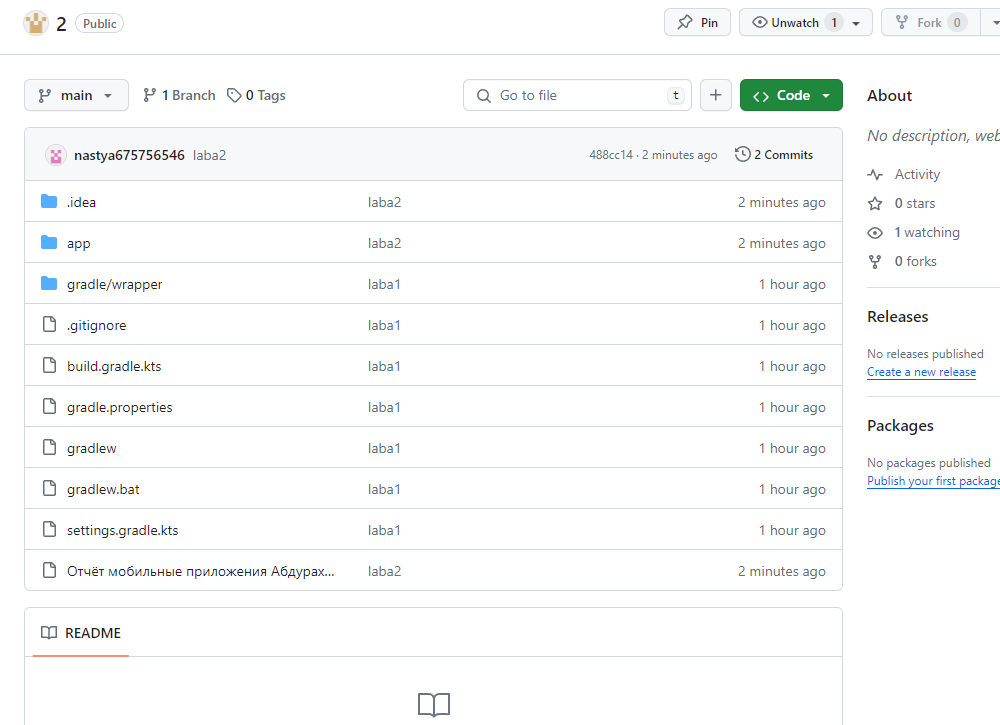 2 Public Pin Unwatch 1 Fork 0
main 1 Branch 0 Tags Go to file t Code
About
No description, web
nastya675756546 laba2 488cc14 · 2 minutes ago 2 Commits
.idea laba2 2 minutes ago
app laba2 2 minutes ago
gradle/wrapper laba1 1 hour ago
.gitignore laba1 1 hour ago
build.gradle.kts laba1 1 hour ago
gradle.properties laba1 1 hour ago
gradlew laba1 1 hour ago
gradlew.bat laba1 1 hour ago
settings.gradle.kts laba1 1 hour ago
Отчёт мобильные приложения Абдурах... laba2 2 minutes ago
README
Activity
0 stars
1 watching
0 forks
Releases
No releases published
Create a new release
Packages
No packages published
Publish your first package